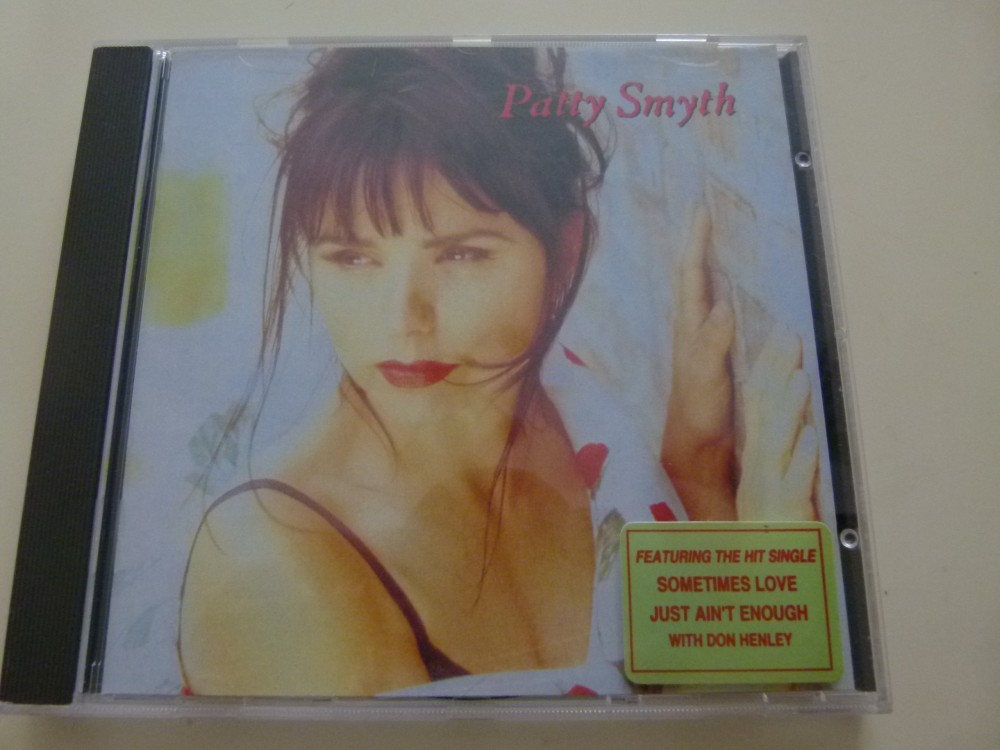 Patty Smyth
FEATURING THE HIT SINGLE
SOMETIMES LOVE
JUST AIN'T ENOUGH
WITH DON HENLEY